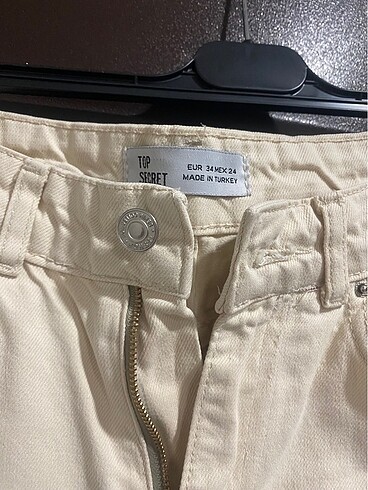 TOP
SECRET
EUR 34 MEX 24
MADE IN TURKEY